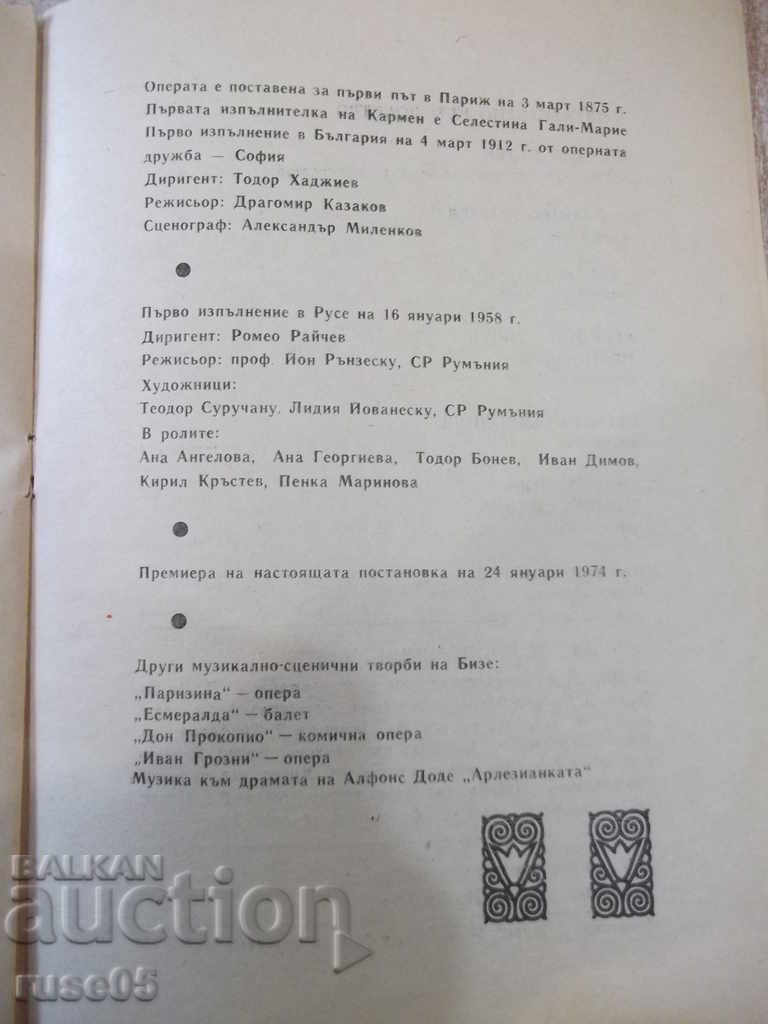 Операта е поставена за първи път в Париж на 3 март 1875 г.
Първата изпълнителка на Кармен е Селестина Гали-Марие
Първо изпълнение в България на 4 март 1912 г. от оперната
дружба — София
Диригент: Тодор Хаджиев
Режисьор: Драгомир Казаков
Сценограф: Александър Миленков
Първо изпълнение в Русе на 16 януари 1958 г.
Диригент: Ромео Райчев
Режисьор: проф. Йон Рънзеску, СР Румъния
Художници:
Теодор Суручану, Лидия Йованеску, СР Румъния
В ролите:
Ана Ангелова, Ана Георгиева, Тодор Бонев, Иван Димов,
Кирил Кръстев, Пенка Маринова
Премиера на настоящата постановка на 24 януари 1974 г.
Други музикално-сценични творби на Бизе:
„Паризина“ — опера
„Есмералда“ — балет
„Дон Прокопио“ — комична опера
„Иван Грозни“ — опера
Музика към драмата на Алфонс Доде „Арлезианката“
BALKAN
auction
ruse05